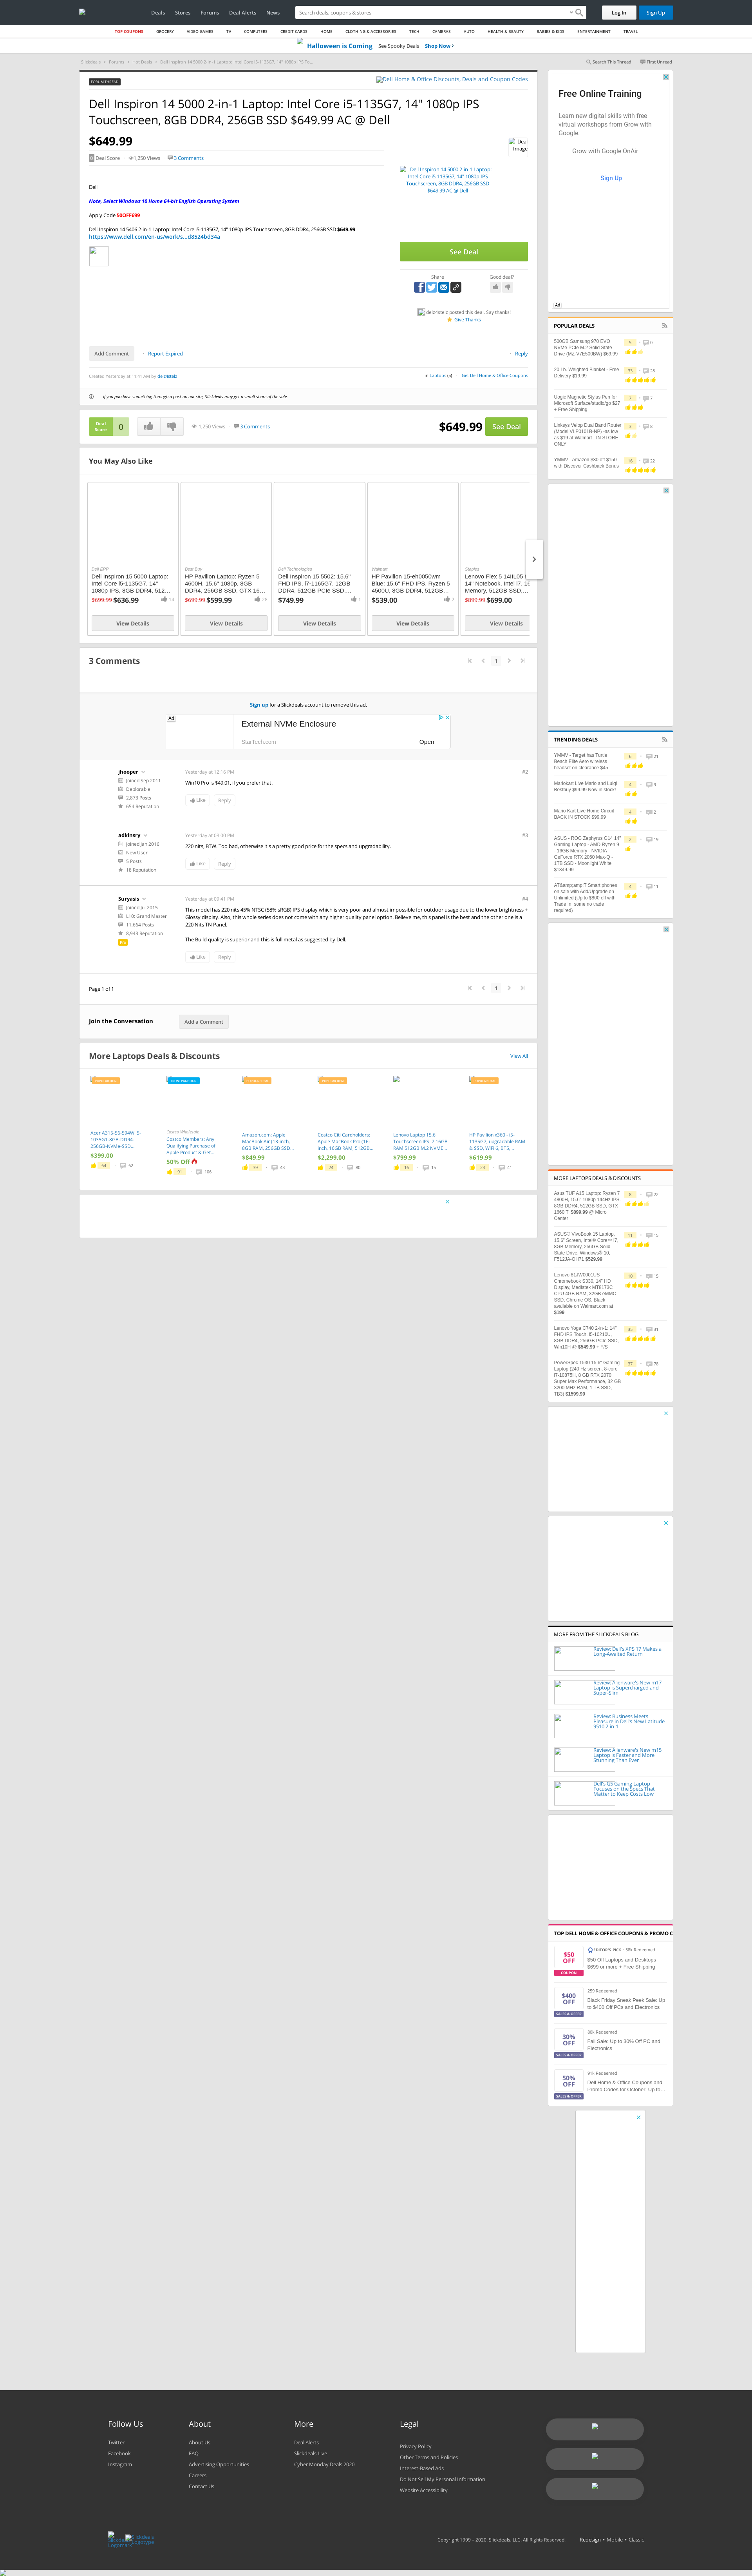 Deals
Stores
Forums
Deal Alerts
News
Search deals, coupons & stores
Log In
Sign Up
TOP COUPONS
GROCERY
VIDEO GAMES
TV
COMPUTERS
CREDIT CARDS
HOME
CLOTHING & ACCESSORIES
TECH
CAMERAS
AUTO
HEALTH & BEAUTY
BABIES & KIDS
ENTERTAINMENT
TRAVEL
Halloween is Coming See Spooky Deals Shop Now
Slickdeals
Forums
Hot Deals
Dell Inspiron 14 5000 2-in-1 Laptop: Intel Core i5-1135G7, 14" 1080p IPS To...
Search This Thread
First Unread
FORUM THREAD
Dell Home & Office Discounts, Deals and Coupon Codes
Dell Inspiron 14 5000 2-in-1 Laptop: Intel Core i5-1135G7, 14" 1080p IPS
Touchscreen, 8GB DDR4, 256GB SSD $649.99 AC @ Dell
$649.99
Deal Image
0 Deal Score
1,250 Views
3 Comments
Dell Inspiron 14 5000 2-in-1 Laptop:
Intel Core i5-1135G7, 14" 1080p IPS
Touchscreen, 8GB DDR4, 256GB SSD
$649.99 AC @ Dell
Dell
Note, Select Windows 10 Home 64-bit English Operating System
Apply Code 50OFF699
Dell Inspiron 14 5406 2-in-1 Laptop: Intel Core i5-1135G7, 14" 1080p IPS Touchscreen, 8GB DDR4, 256GB SSD $649.99
https://www.dell.com/en-us/work/s...d8524bd34a
See Deal
Share
Good deal?
delsikdasl posted this deal. Say thanks!
Give Thanks
Add Comment
Report Expired
Reply
Created Yesterday at 11:41 AM by delsikdasl
in Laptops (5)
Get Dell Home & Office Coupons
If you purchase something through a post on our site, Slickdeals may get a small share of the sale.
Deal Score 0
1,250 Views
3 Comments
$649.99
See Deal
You May Also Like
Dell EPP
Dell Inspiron 15 5000 Laptop:
Intel Core i5-1135G7, 14"
1080p IPS, 8GB DDR4, 512...
$699.99 $636.99
14
View Details
Best Buy
HP Pavilion Laptop: Ryzen 5
4600H, 15.6" 1080p, 8GB
DDR4, 256GB SSD, GTX 16...
$699.99 $599.99
28
View Details
Dell Technologies
Dell Inspiron 15 5502: 15.6"
FHD IPS, i7-1165G7, 12GB
DDR4, 512GB PCIe SSD,...
$749.99
1
View Details
Walmart
HP Pavilion 15-eh0050wm
Blue: 15.6" FHD IPS, Ryzen 5
4500U, 8GB DDR4, 512GB...
$539.00
2
View Details
Staples
Lenovo Flex 5 14IIL05
14" Notebook, Intel i7, 16
Memory, 512GB SSD,...
$899.99 $699.00
View Details
3 Comments
1
Sign up for a Slickdeals account to remove this ad.
Ad
External NVMe Enclosure
StarTech.com
Open
jhooper
Joined Sep 2011
Deplorable
2,873 Posts
654 Reputation
Yesterday at 12:16 PM
#2
Win10 Pro is $49.01, if you prefer that.
Like
Reply
adkinsry
Joined Jan 2016
New User
5 Posts
18 Reputation
Yesterday at 03:00 PM
#3
220 nits, BTW. Too bad, otherwise it's a pretty good price for the specs and upgradability.
Like
Reply
Suryasis
Joined Jul 2015
L10: Grand Master
11,664 Posts
8,943 Reputation
Pro
Yesterday at 09:41 PM
#4
This model has 220 nits 45% NTSC (58% sRGB) IPS display which is very poor and almost impossible for outdoor usage due to the lower brightness +
Glossy display. Also, this whole series does not come with any higher quality panel option. Believe me, this panel is the best and the other one is a
220 Nits TN Panel.
The Build quality is superior and this is full metal as suggested by Dell.
Like
Reply
Page 1 of 1
1
Join the Conversation
Add a Comment
More Laptops Deals & Discounts
View All
Acer A315-56-594W i5-
1035G1-8GB-DDR4-
256GB-NVMe-SSD...
$399.00
64
62
Costco Wholesale
Costco Members: Any
Qualifying Purchase of
Apple Product & Get...
50% Off
91
106
Amazon.com: Apple
MacBook Air (13-inch,
8GB RAM, 256GB SSD...
$849.99
39
43
Costco Citi Cardholders:
Apple MacBook Pro (16-
inch, 16GB RAM, 512GB...
$2,299.00
24
80
Lenovo Laptop 15.6"
Touchscreen IPS i7 16GB
RAM 512GB M.2 NVME...
$799.99
16
15
HP Pavilion x360 - i5-
1135G7, upgradable RAM
& SSD, WiFi 6, BT5,...
$619.99
23
41
Free Online Training
Learn new digital skills with free
virtual workshops from Grow with
Google.
Grow with Google OnAir
Sign Up
Ad
POPULAR DEALS
500GB Samsung 970 EVO
NVMe PCIe M.2 Solid State
Drive (MZ-V7E500BW) $69.99
5
0
20 Lb. Weighted Blanket - Free
Delivery $19.99
33
28
Uogic Magnetic Stylus Pen for
Microsoft Surface/studio/go $27
+ Free Shipping
7
7
Linksys Velop Dual Band Router
(Model VLP0101B-NP) -as low
as $19 at Walmart - IN STORE
ONLY
3
8
YMMV - Amazon $30 off $150
with Discover Cashback Bonus
16
22
TRENDING DEALS
YMMV - Target has Turtle
Beach Elite Aero wireless
headset on clearance $45
5
21
Mariokart Live Mario and Luigi
Bestbuy $99.99 Now in stock!
4
9
Mario Kart Live Home Circuit
BACK IN STOCK $99.99
4
2
ASUS - ROG Zephyrus G14 14"
Gaming Laptop - AMD Ryzen 9
- 16GB Memory - NVIDIA
GeForce RTX 2060 Max-Q -
1TB SSD - Moonlight White
$1349.99
2
19
AT&amp;amp;T Smart phones
on sale with Add/Upgrade on
Unlimited (Up to $800 off with
Trade in, some no trade
required)
4
11
MORE LAPTOPS DEALS & DISCOUNTS
Asus TUF A15 Laptop: Ryzen 7
4800H, 15.6" 1080p 144Hz IPS,
8GB DDR4, 512GB SSD, GTX
1660 Ti $899.99 @ Micro
Center
8
22
ASUS® VivoBook 15 Laptop,
15.6" Screen, Intel® Core™ i7,
8GB Memory, 256GB Solid
State Drive, Windows® 10,
F512JA-OH71 $529.99
11
15
Lenovo 81JW0001US
Chromebook S330, 14" HD
Display, Mediatek MT8173C
CPU 4GB RAM, 32GB eMMC
SSD, Chrome OS, Black
available on Walmart.com at
$199
10
13
Lenovo Yoga C740 2-in-1: 14"
FHD IPS Touch, i5-10210U,
8GB DDR4, 256GB PCIe SSD,
Win10H @ $549.99 + F/S
35
31
PowerSpec 1530 15.6" Gaming
Laptop (240 Hz screen; 8-core
i7-10875H, 8 GB RTX 2070
Super Max Performance, 32 GB
3200 MHz RAM, 1 TB SSD,
TB3) $1599.99
37
78
MORE FROM THE SLICKDEALS BLOG
Review: Dell's XPS 17 Makes a
Long-Awaited Return
Review: Alienware's New m17
Laptop is Supercharged and
Super-Slim
Review: Business Meets
Pleasure in Dell's New Latitude
9510 2-in-1
Review: Alienware's New m15
Laptop is Faster and More
Stunning Than Ever
Dell's G5 Gaming Laptop
Focuses on the Specs That
Matter to Keep Costs Low
TOP DELL HOME & OFFICE COUPONS & PROMO C
$50 OFF
COUPON
EDITOR'S PICK · 58k Redeemed
$50 Off Laptops and Desktops
$699 or more + Free Shipping
$400 OFF
SALES & OFFER
259 Redeemed
Black Friday Sneak Peek Sale: Up
to $400 Off PCs and Electronics
30% OFF
SALES & OFFER
80k Redeemed
Fall Sale: Up to 30% Off PC and
Electronics
50% OFF
SALES & OFFER
91k Redeemed
Dell Home & Office Coupons and
Promo Codes for October: Up to...
Follow Us
Twitter
Facebook
Instagram
About
About Us
FAQ
Advertising Opportunities
Careers
Contact Us
More
Deal Alerts
Slickdeals Live
Cyber Monday Deals 2020
Legal
Privacy Policy
Other Terms and Policies
Interest-Based Ads
Do Not Sell My Personal Information
Website Accessibility
Copyright 1999 - 2020. Slickdeals, LLC. All Rights Reserved.
Redesign • Mobile • Classic